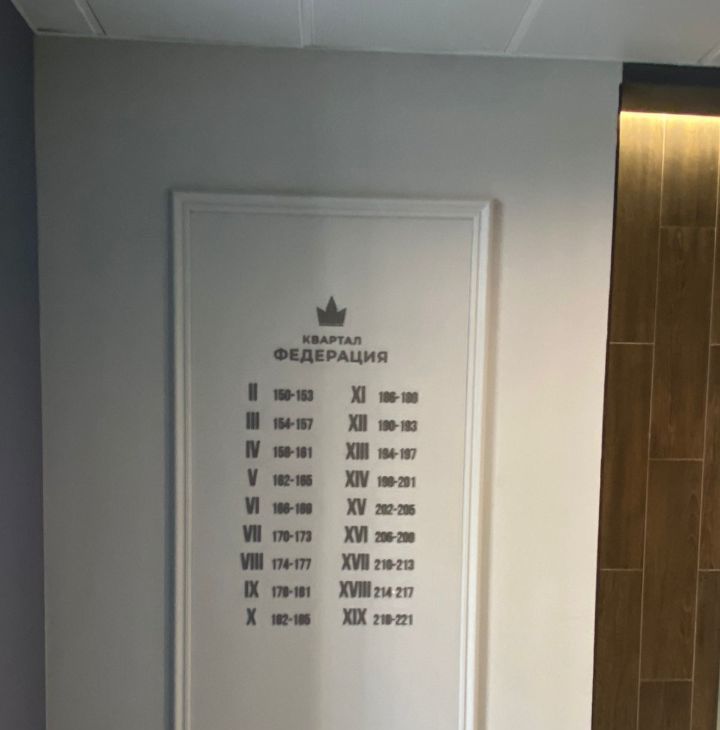 КВАРТАЛ
ФЕДЕРАЦИЯ
II 150-153 XI 186-189
III 154-157 XII 190-193
IV 158-161 XIII 194-197
V 162-165 XIV 198-201
VI 166-169 XV 202-205
VII 170-173 XVI 206-209
VIII 174-177 XVII 210-213
IX 178-181 XVIII 214-217
X 182-185 XIX 218-221